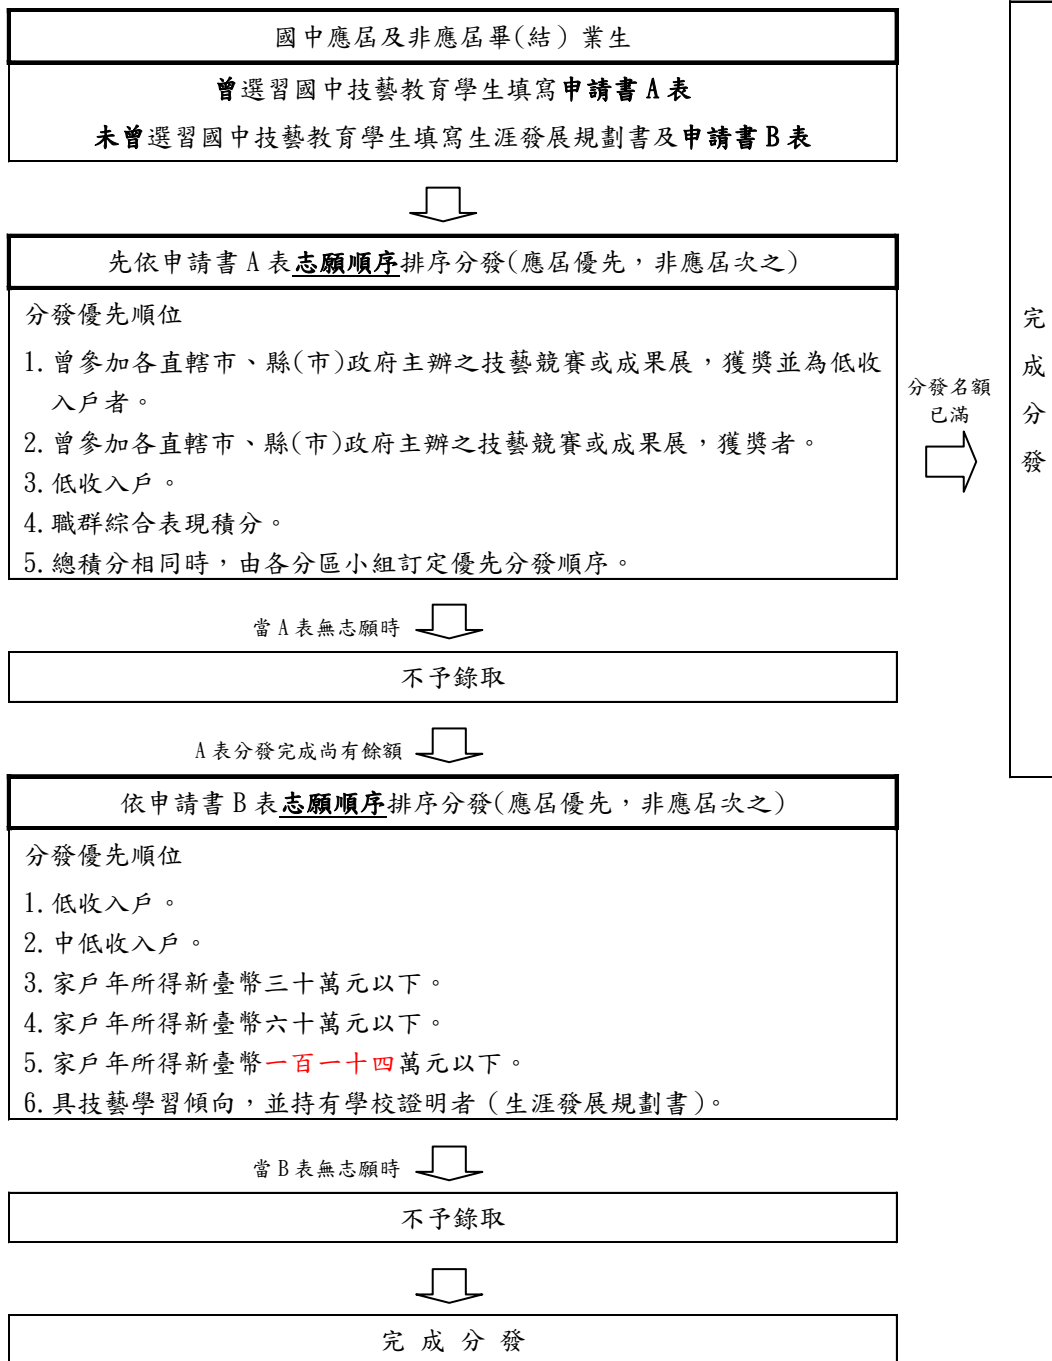 國中應屆及非應屆畢(結)業生
曾選習國中技藝教育學生填寫申請書A表
未曾選習國中技藝教育學生填寫生涯發展規劃書及申請書B表
先依申請書A表志願順序排序分發(應屆優先，非應屆次之)
分發優先順位
1.曾參加各直轄市、縣(市)政府主辦之技藝競賽或成果展，獲獎並為低收
入戶者。
2.曾參加各直轄市、縣(市)政府主辦之技藝競賽或成果展，獲獎者。
3.低收入戶。
4.職群綜合表現積分。
5.總積分相同時，由各分區小組訂定優先分發順序。
分發名額
已滿
完
成
分
發
當A表無志願時
不予錄取
A表分發完成尚有餘額
依申請書B表志願順序排序分發(應屆優先，非應屆次之)
分發優先順位
1.低收入戶。
2.中低收入戶。
3.家戶年所得新臺幣三十萬元以下。
4.家戶年所得新臺幣六十萬元以下。
5.家戶年所得新臺幣一百一十四萬元以下。
6.具技藝學習傾向，並持有學校證明者(生涯發展規劃書)。
當B表無志願時
不予錄取
完成分發